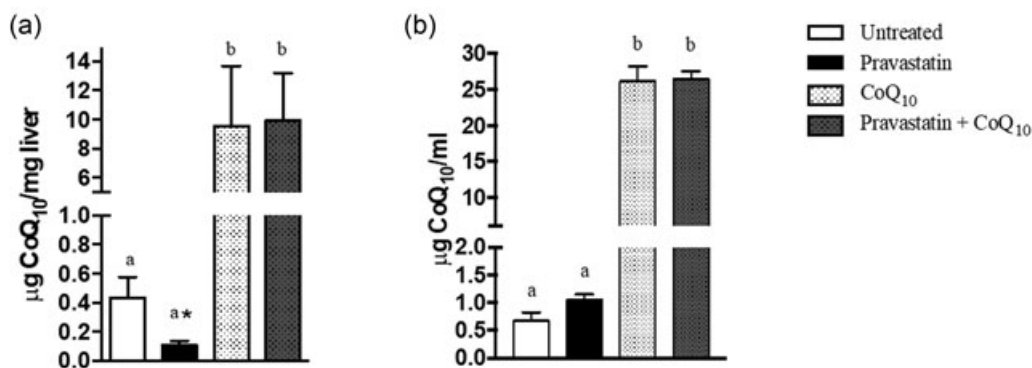 (a)
μg CoQ10/mg liver
14
12
10
8
6
4
1.0
0.8
0.6
0.4
0.2
0.0
a
a*
b
b
(b)
μg CoQ10/ml
30
25
20
15
10
5
2.0
1.5
1.0
0.5
0.0
a
a
b
b
Untreated
Pravastatin
CoQ10
Pravastatin + CoQ10